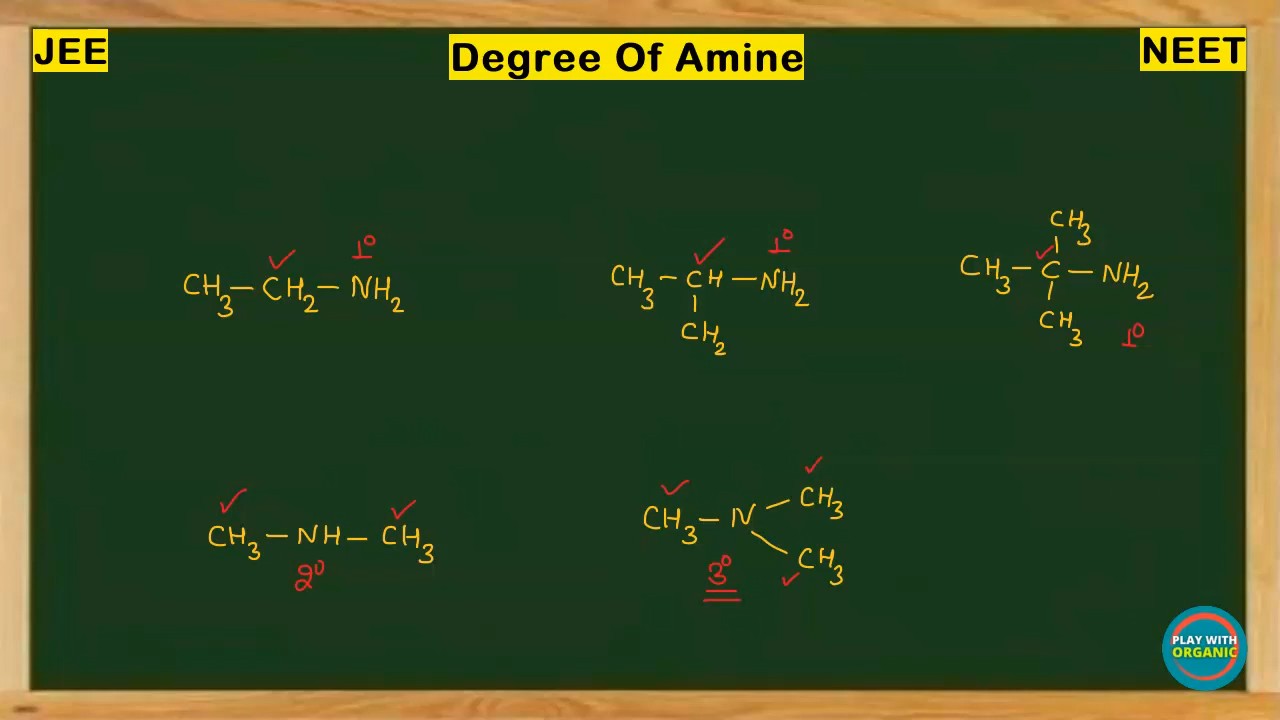 JEE
Degree Of Amine
NEET
1°
CH3—CH2—NH2
1°
CH3—CH—NH2
CH2
CH3
CH3—C—NH2
CH3
1°
CH3—NH—CH3
2°
CH3
CH3—N
CH3
3°
PLAY WITH
ORGANIC